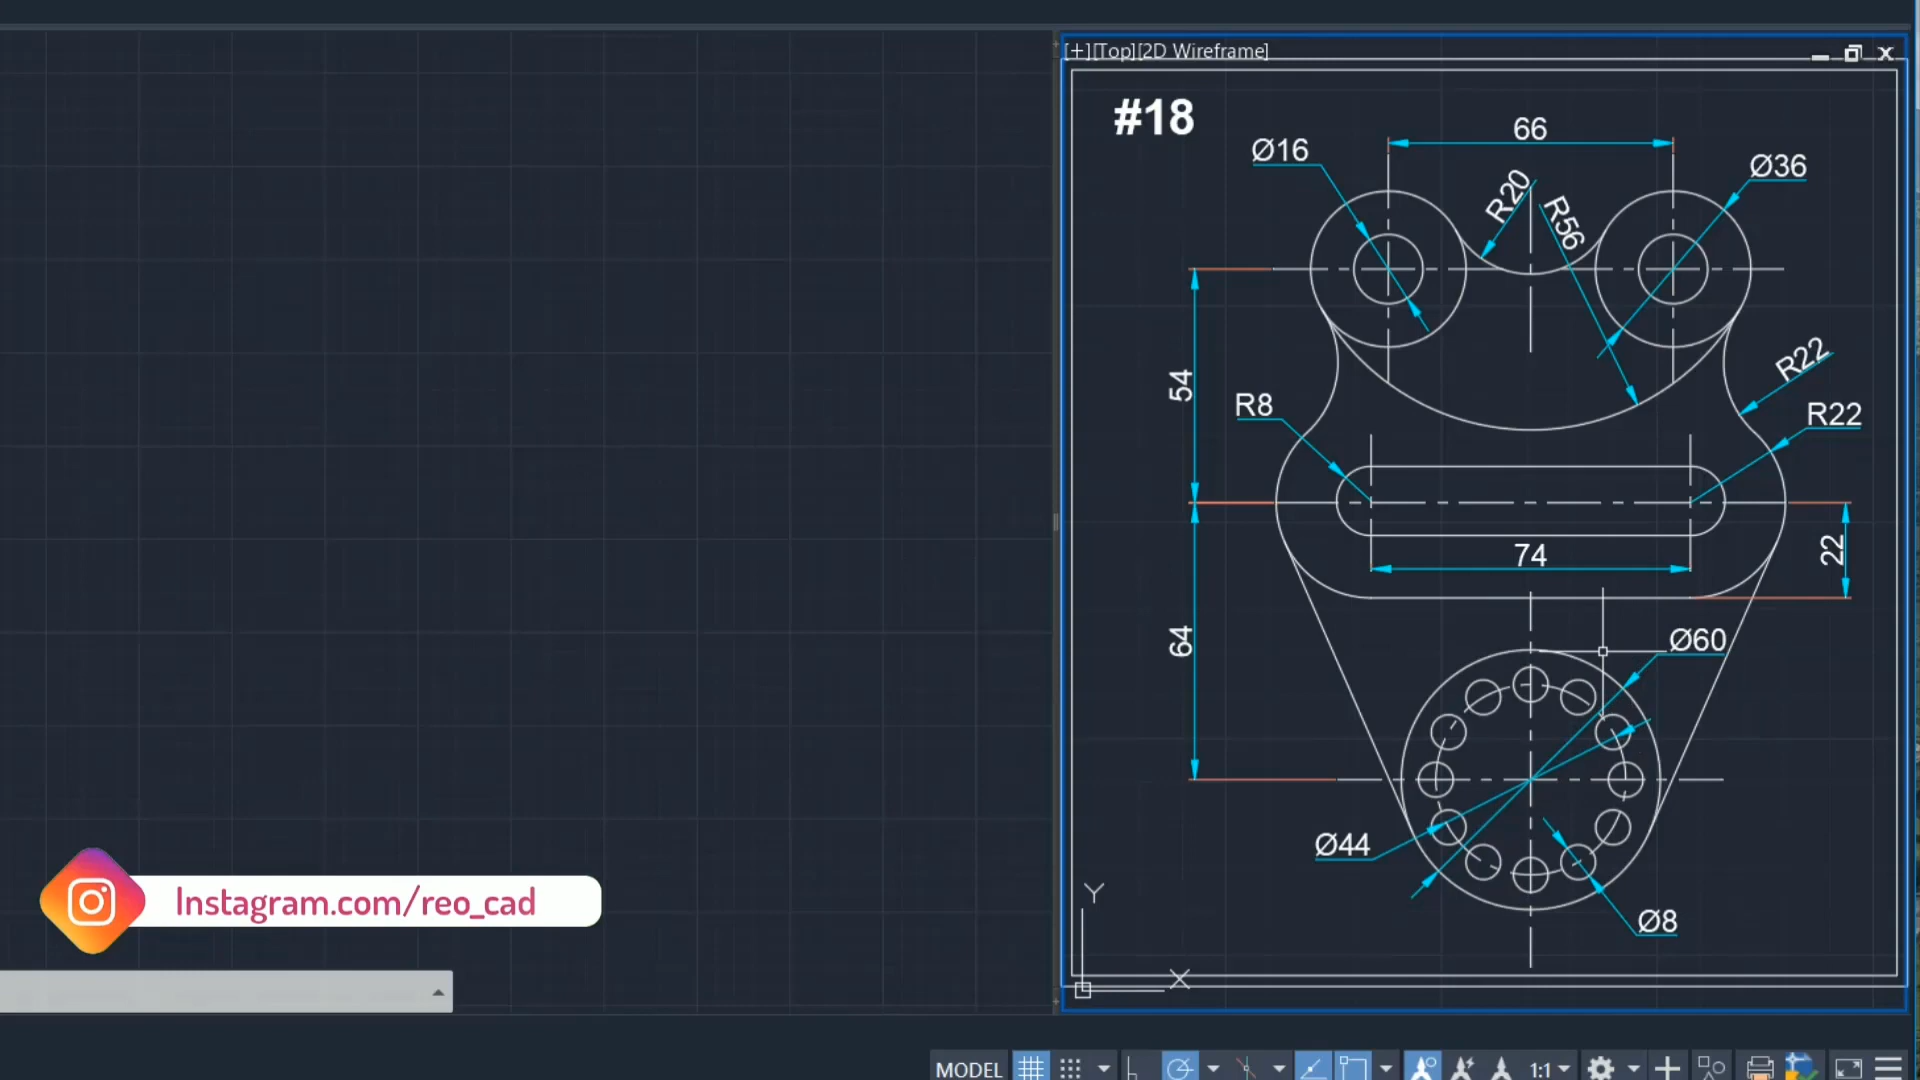 [+][Top][2D Wireframe]
#18
66
Ø16
Ø36
R20
R56
54
R22
R8
R22
74
22
64
Ø60
Ø44
Ø8
Y
X
Instagram.com/reo_cad
MODEL
1:1